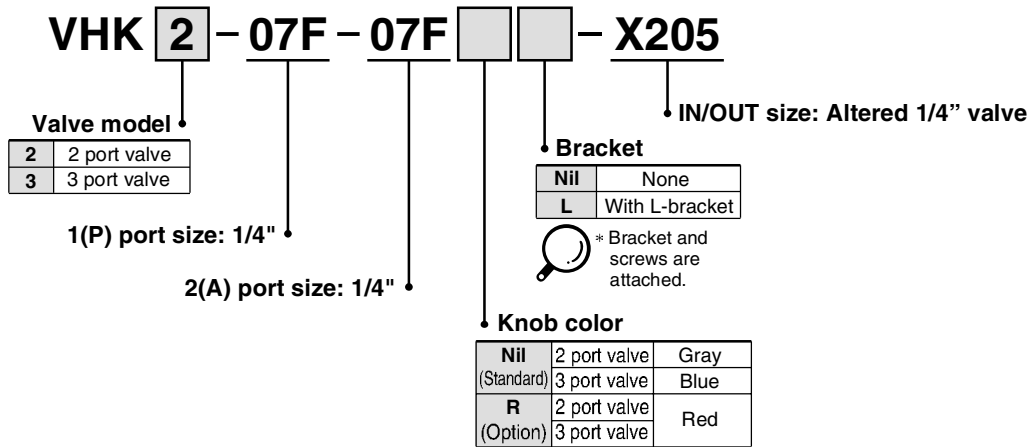 VHK 2 – 07F – 07F – X205
IN/OUT size: Altered 1/4” valve
Valve model
2 2 port valve
3 3 port valve
Bracket
Nil None
L With L-bracket
* Bracket and
screws are
attached.
1(P) port size: 1/4"
2(A) port size: 1/4"
Knob color
Nil
(Standard)
2 port valve Gray
3 port valve Blue
R
(Option)
2 port valve
3 port valve
Red